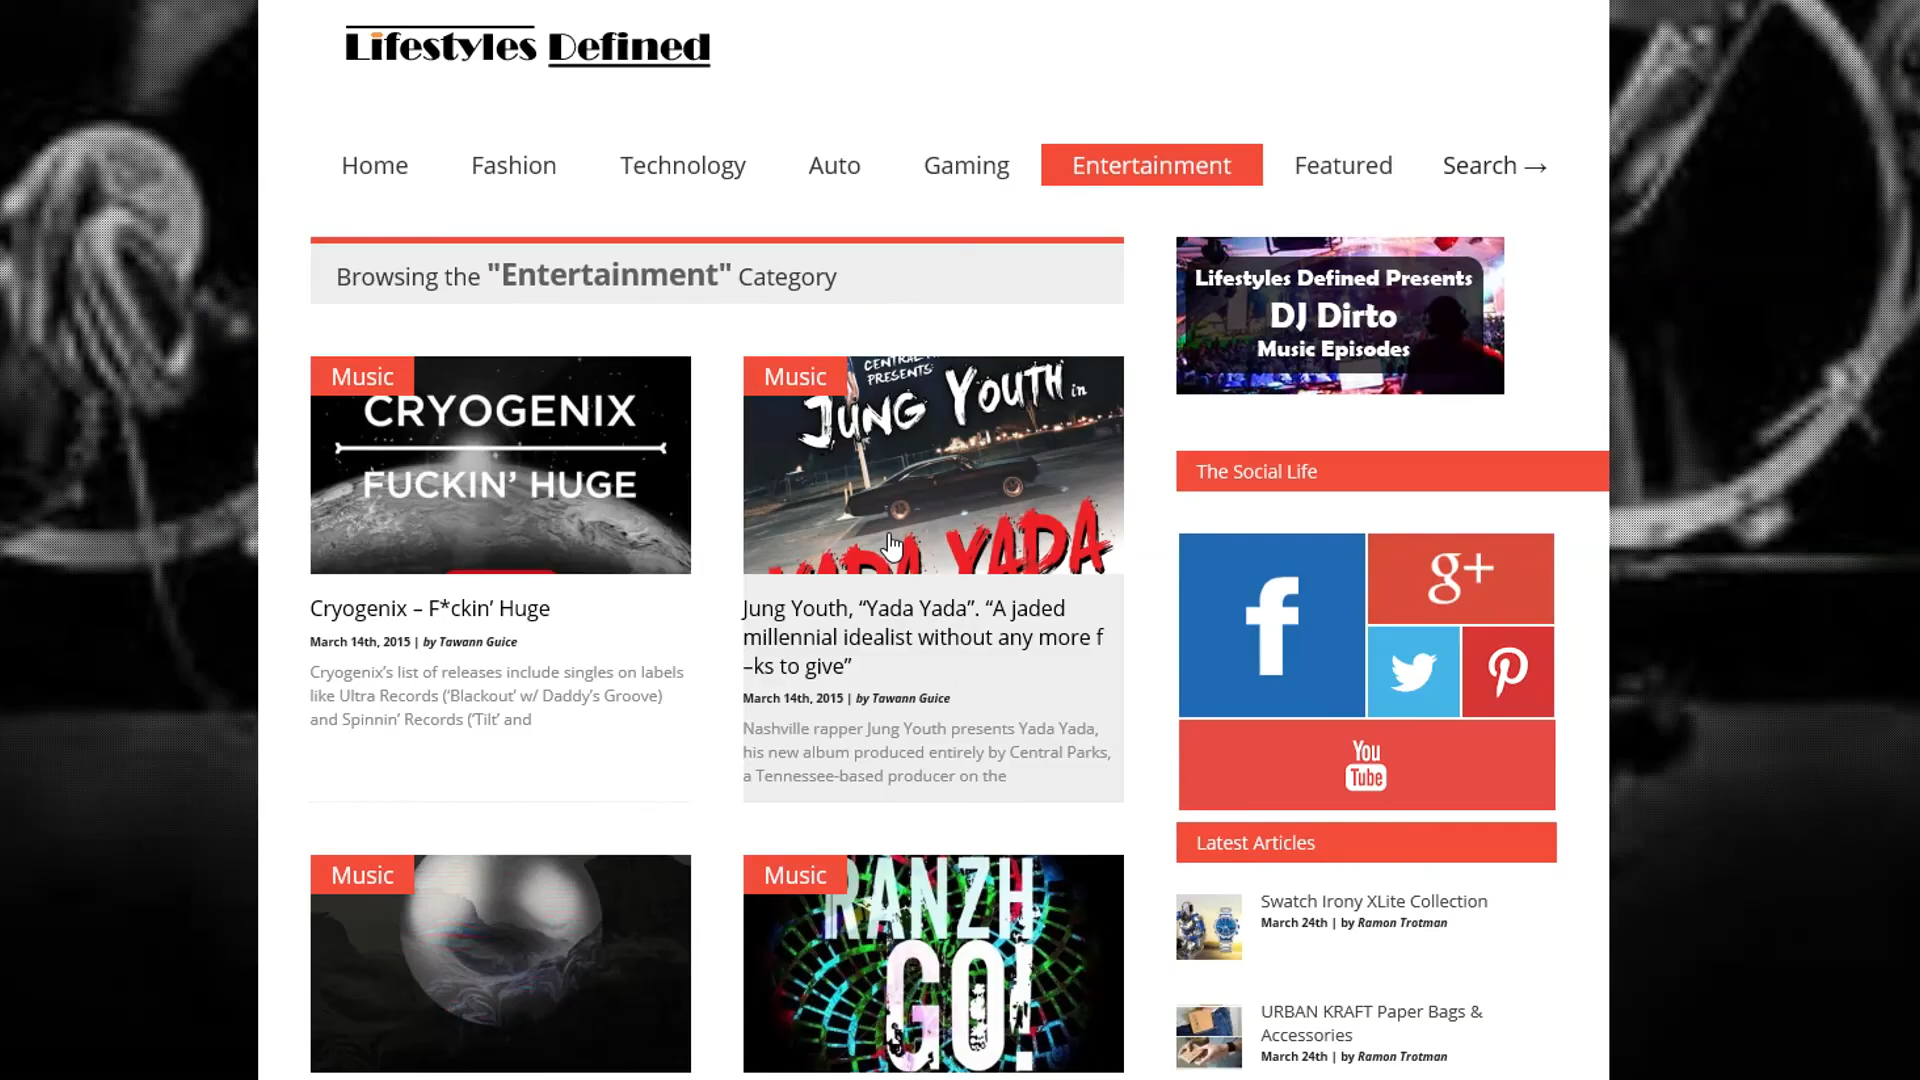 Lifestyles Defined
Home Fashion Technology Auto Gaming Entertainment Featured Search →
Browsing the "Entertainment" Category
Music
CRYOGENIX
FUCKIN' HUGE
Cryogenix – F*ckin’ Huge
March 14th, 2015 | by Tawann Guice
Cryogenix’s list of releases include singles on labels
like Ultra Records (‘Blackout’ w/ Daddy’s Groove)
and Spinnin’ Records (‘Tilt’ and
Music
PRESENTS:
JUNG YOUTH in
YADA YADA
Jung Youth, “Yada Yada”. “A jaded
millennial idealist without any more f
–ks to give”
March 14th, 2015 | by Tawann Guice
Nashville rapper Jung Youth presents Yada Yada,
his new album produced entirely by Central Parks,
a Tennessee-based producer on the
Music
Music
RANZH
GO!
Lifestyles Defined Presents
DJ Dirto
Music Episodes
The Social Life
f
g+
You
Tube
Latest Articles
Swatch Irony XLite Collection
March 24th | by Ramon Trotman
URBAN KRAFT Paper Bags &
Accessories
March 24th | by Ramon Trotman